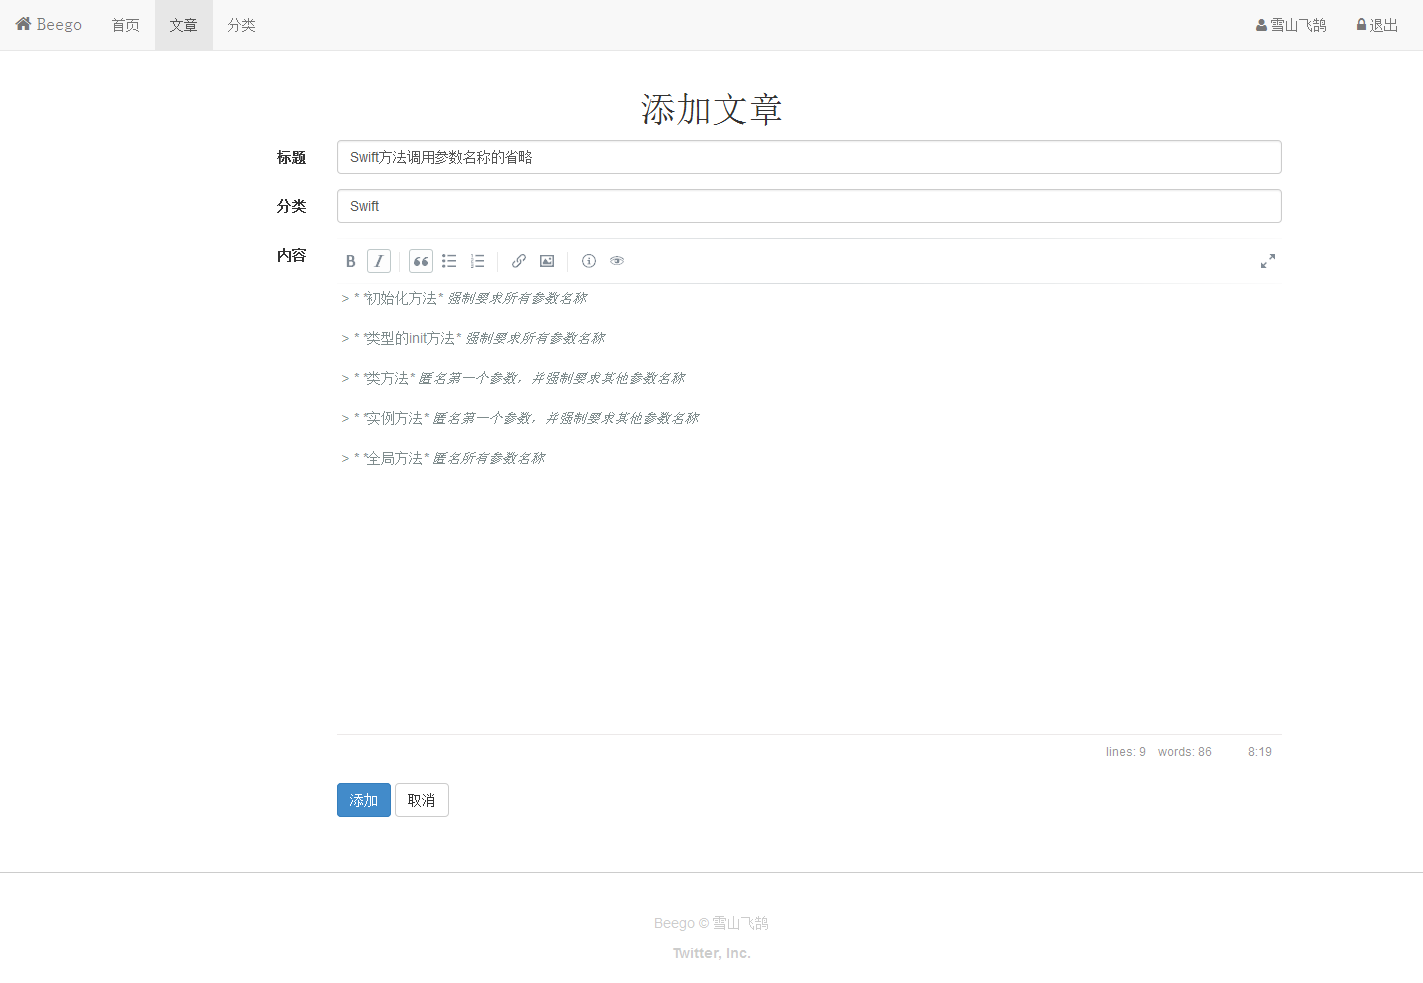 Beego 首页 文章 分类 雪山飞鹄 退出
添加文章
标题 Swift方法调用参数名称的省略
分类 Swift
内容 B I
> * *初始化方法* 强制要求所有参数名称
> * *类型的init方法* 强制要求所有参数名称
> * *类方法* 匿名第一个参数，并强制要求其他参数名称
> * *实例方法* 匿名第一个参数，并强制要求其他参数名称
> * *全局方法* 匿名所有参数名称
lines: 9 words: 86 8:19
添加 取消
Beego © 雪山飞鹄
Twitter, Inc.